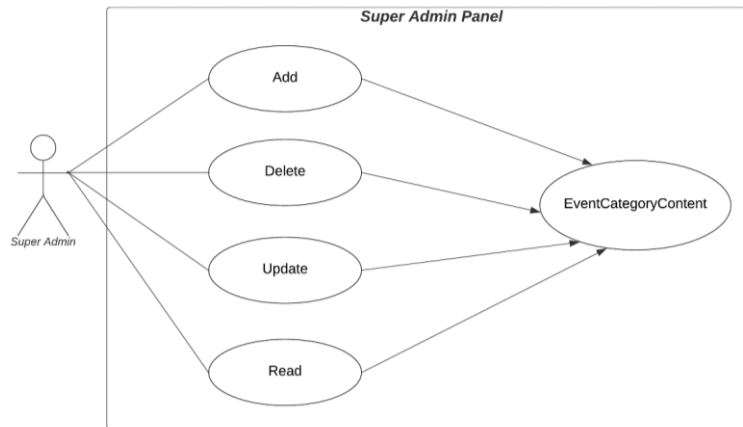 Super Admin Panel
Add
Delete
EventCategoryContent
Super Admin
Update
Read